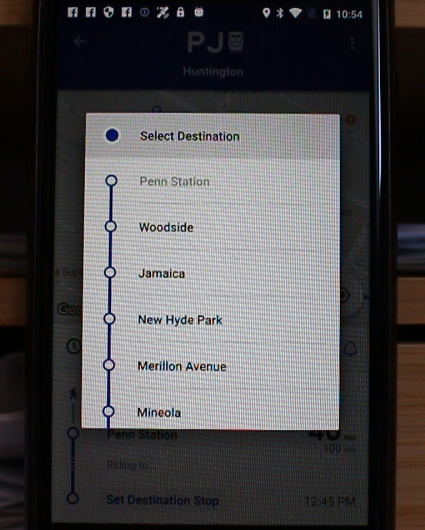 10:54
PJ
Huntington
Select Destination
Penn Station
Woodside
Jamaica
New Hyde Park
Merillon Avenue
Mineola
Penn Station
100
Riding to
Set Destination Stop
12:45 PM